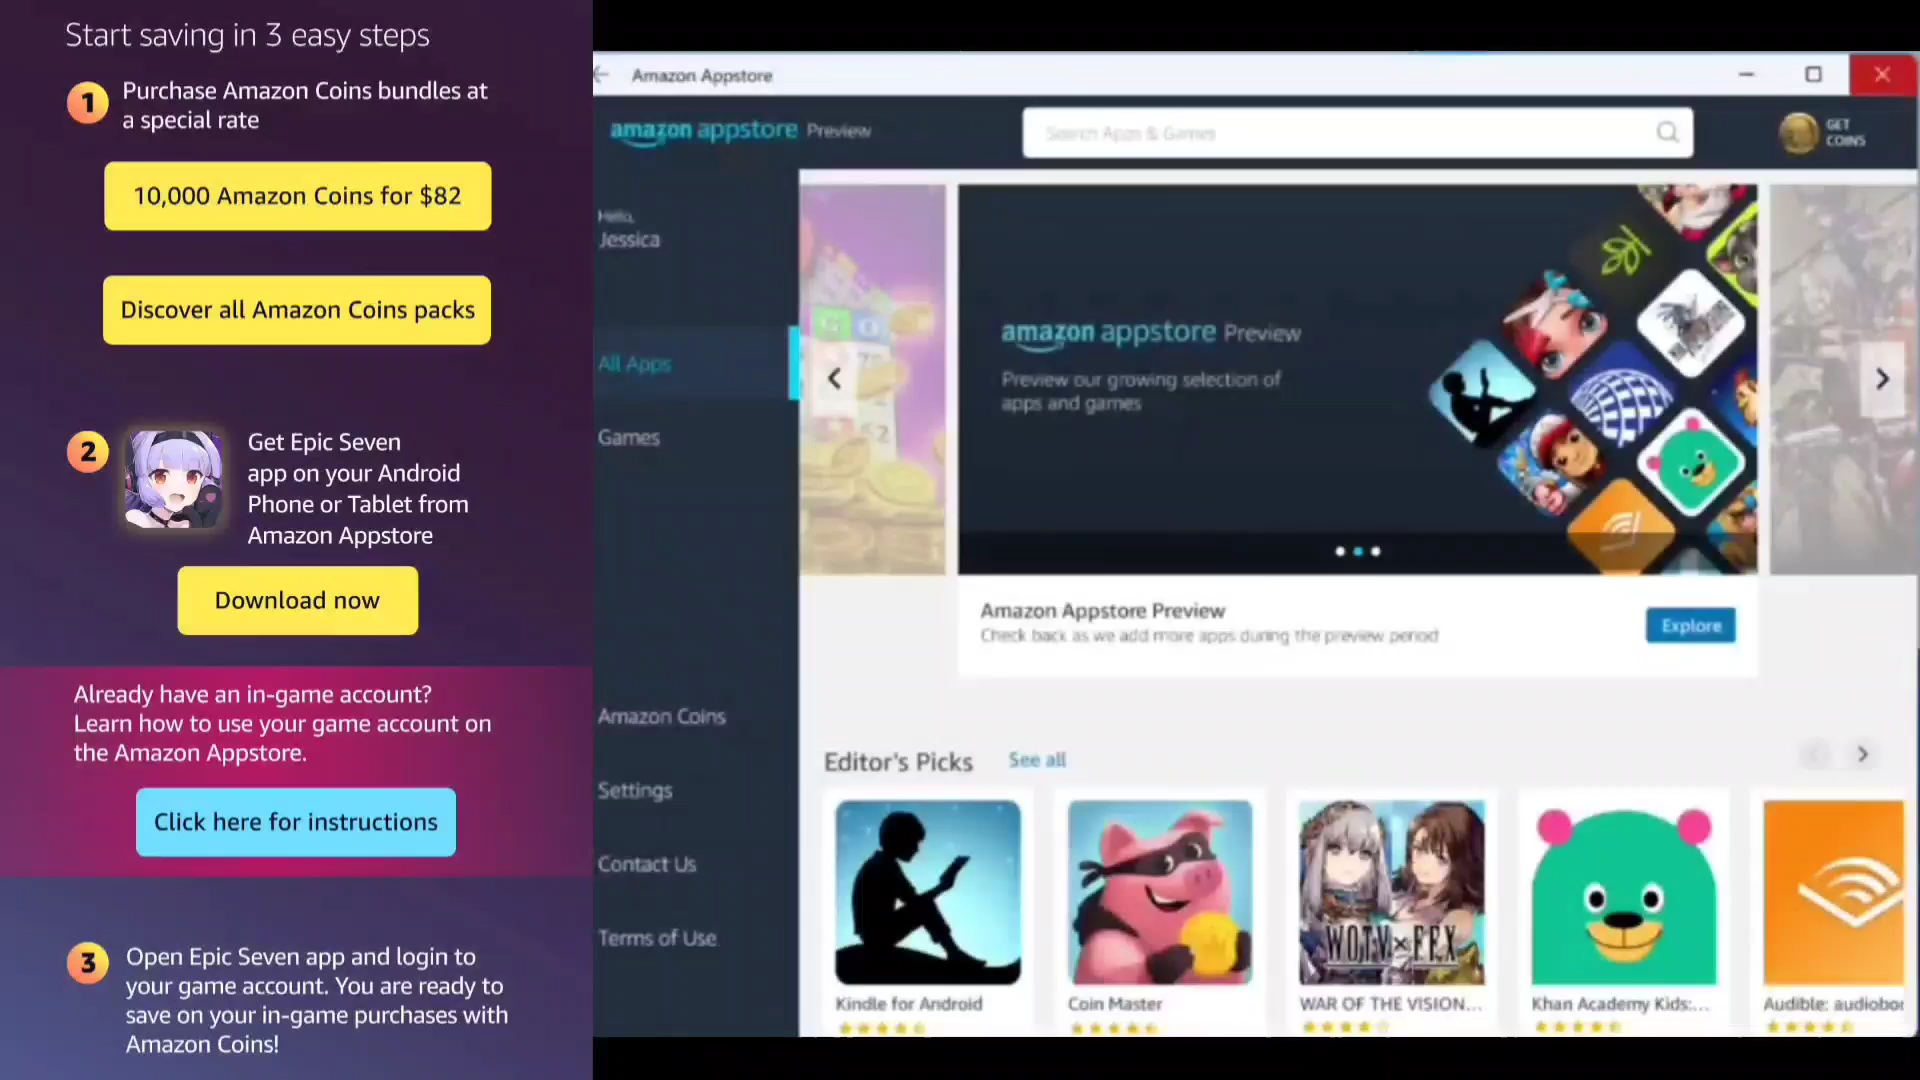 Start saving in 3 easy steps
1
Purchase Amazon Coins bundles at
a special rate
10,000 Amazon Coins for $82
Discover all Amazon Coins packs
2
Get Epic Seven
app on your Android
Phone or Tablet from
Amazon Appstore
Download now
Already have an in-game account?
Learn how to use your game account on
the Amazon Appstore.
Click here for instructions
3
Open Epic Seven app and login to
your game account. You are ready to
save on your in-game purchases with
Amazon Coins!
Amazon Appstore
amazon appstore Preview
Search Apps & Games
GET
COINS
Hello,
Jessica
All Apps
Games
Amazon Coins
Settings
Contact Us
Terms of Use
amazon appstore Preview
Preview our growing selection of
apps and games
Amazon Appstore Preview
Check back as we add more apps during the preview period
Explore
Editor's Picks
See all
WOTV×FFX
Kindle for Android
Coin Master
WAR OF THE VISION...
Khan Academy Kids:...
Audible: audioboo